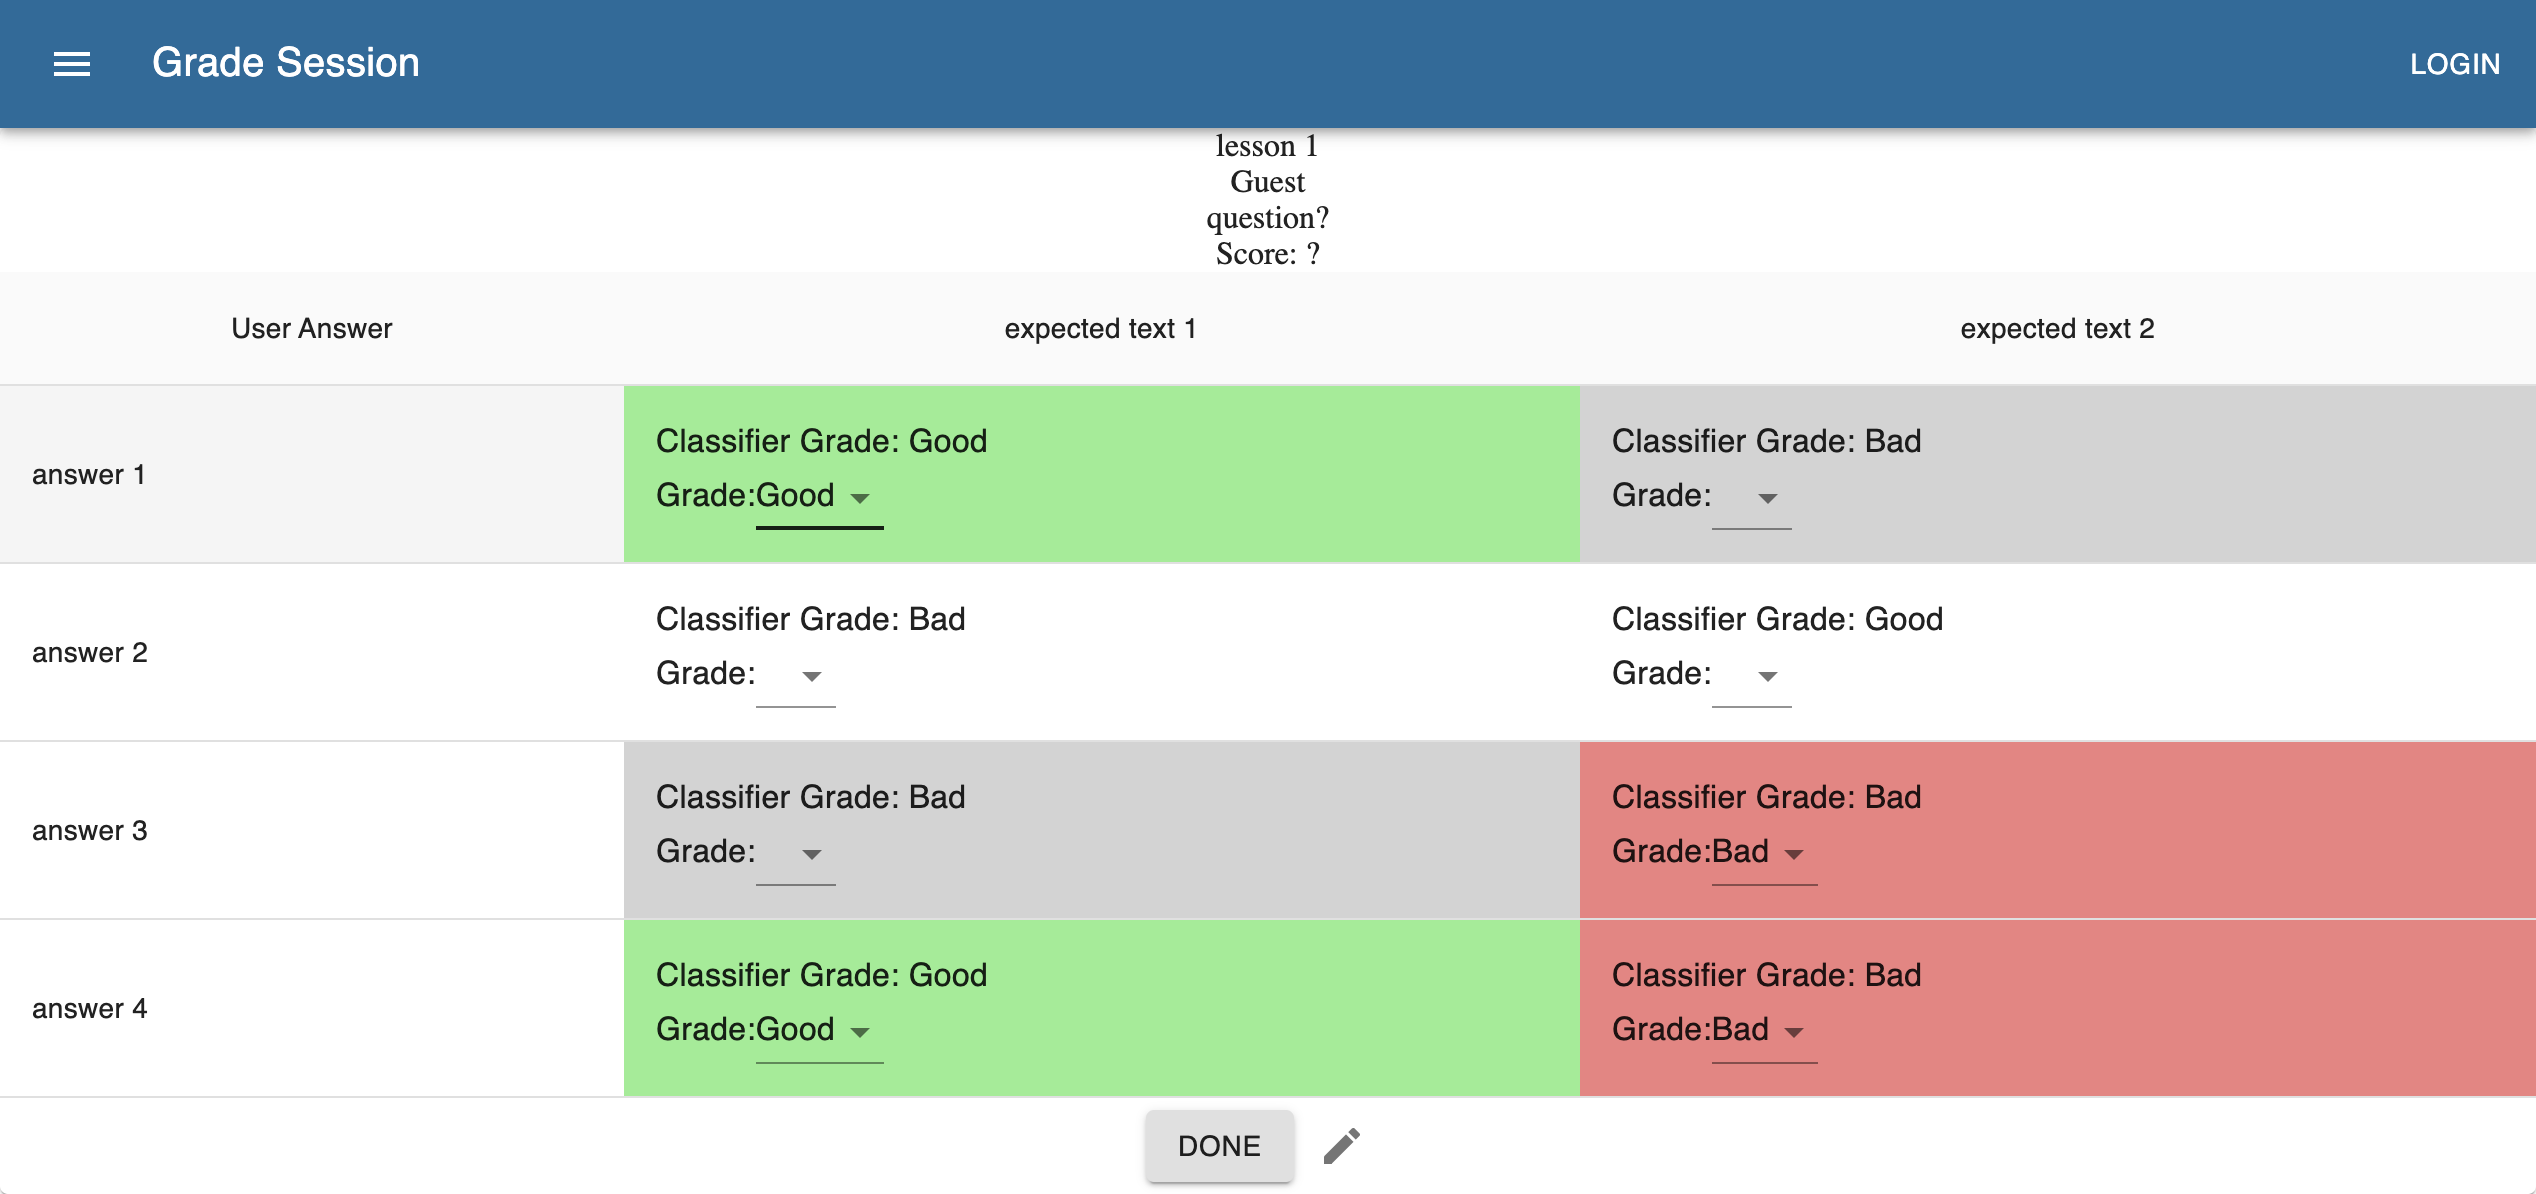 Grade Session
LOGIN
lesson 1
Guest
question?
Score: ?
User Answer
expected text 1
expected text 2
answer 1
Classifier Grade: Good
Grade:Good
Classifier Grade: Bad
Grade:
answer 2
Classifier Grade: Bad
Grade:
Classifier Grade: Good
Grade:
answer 3
Classifier Grade: Bad
Grade:
Classifier Grade: Bad
Grade:Bad
answer 4
Classifier Grade: Good
Grade:Good
Classifier Grade: Bad
Grade:Bad
DONE